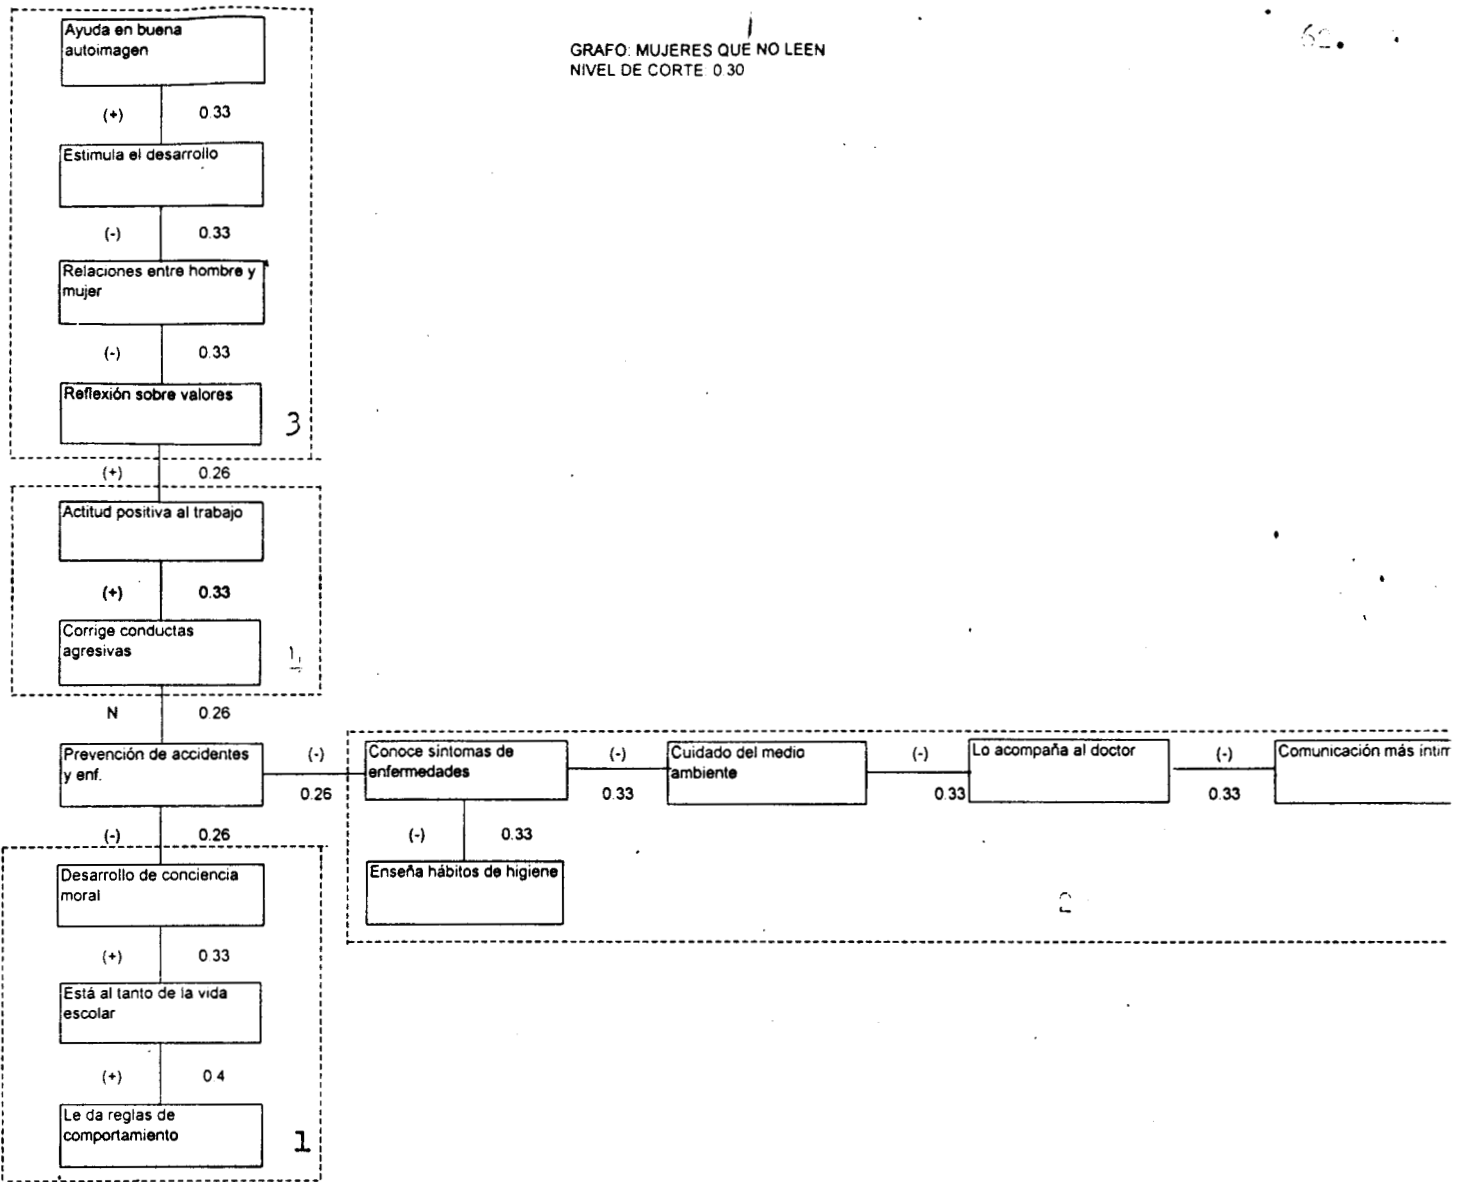 GRAFO: MUJERES QUE NO LEEN
NIVEL DE CORTE: 0.30
62.
Ayuda en buena
autoimagen
(+) 0.33
Estimula el desarrollo
(-) 0.33
Relaciones entre hombre y
mujer
(-) 0.33
Reflexión sobre valores
3
(+) 0.26
Actitud positiva al trabajo
(+) 0.33
Corrige conductas
agresivas
4
N 0.26
Prevención de accidentes
y enf.
(-)
0.26
Conoce síntomas de
enfermedades
(-)
0.33
Cuidado del medio
ambiente
(-)
0.33
Lo acompaña al doctor
(-)
0.33
Comunicación más íntim
(-) 0.33
Enseña hábitos de higiene
2
(-) 0.26
Desarrollo de conciencia
moral
(+) 0.33
Está al tanto de la vida
escolar
(+) 0.4
Le da reglas de
comportamiento
1